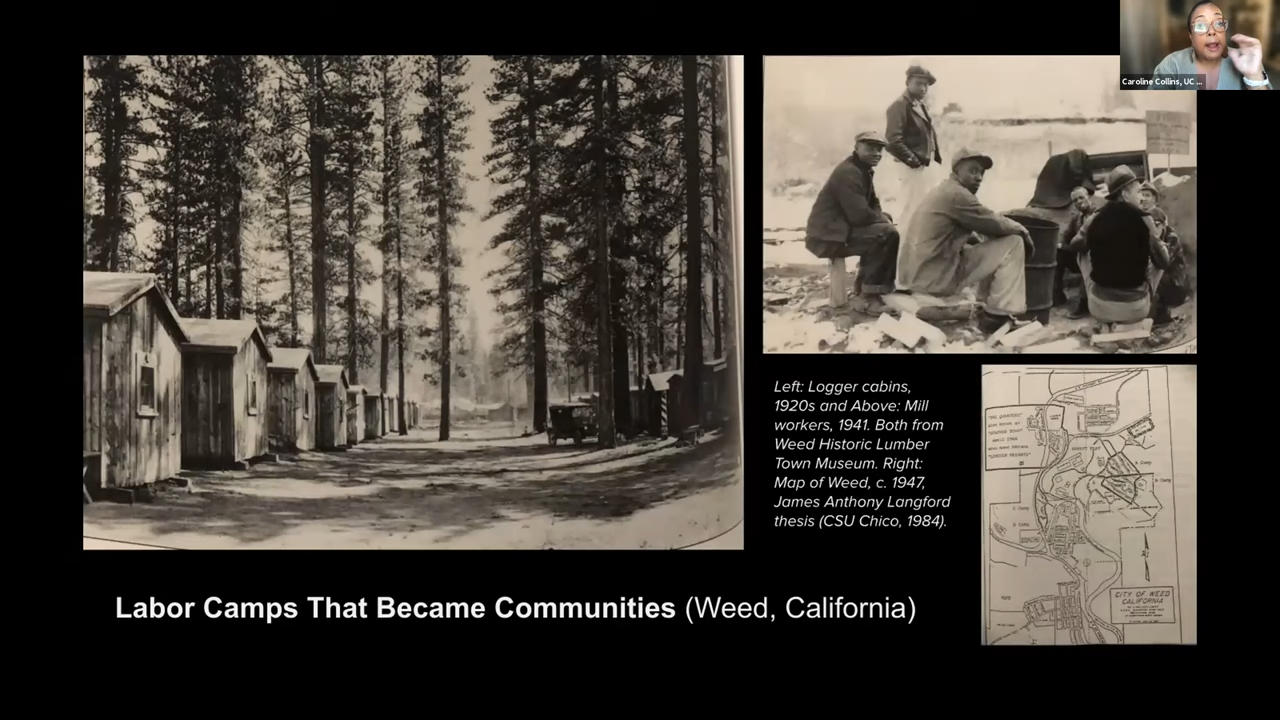 Caroline Collins, UC ...
Left: Logger cabins,
1920s and Above: Mill
workers, 1941. Both from
Weed Historic Lumber
Town Museum. Right:
Map of Weed, c. 1947,
James Anthony Langford
thesis (CSU Chico, 1984).
CITY OF WEED
CALIFORNIA
Labor Camps That Became Communities (Weed, California)